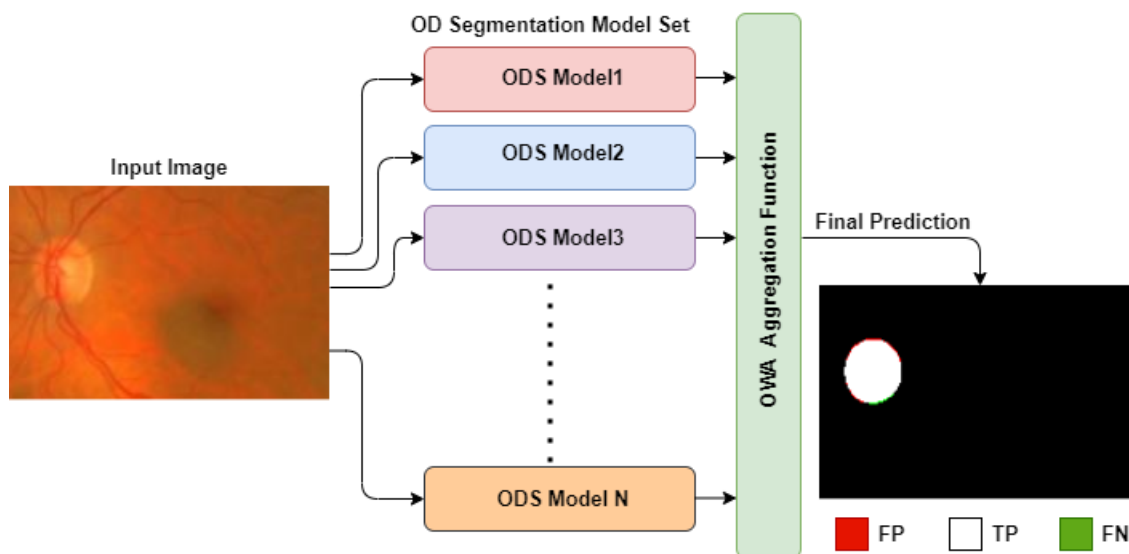 OD Segmentation Model Set
ODS Model1
Input Image
ODS Model2
ODS Model3
ODS Model N
OWA Aggregation Function
Final Prediction
FP
TP
FN